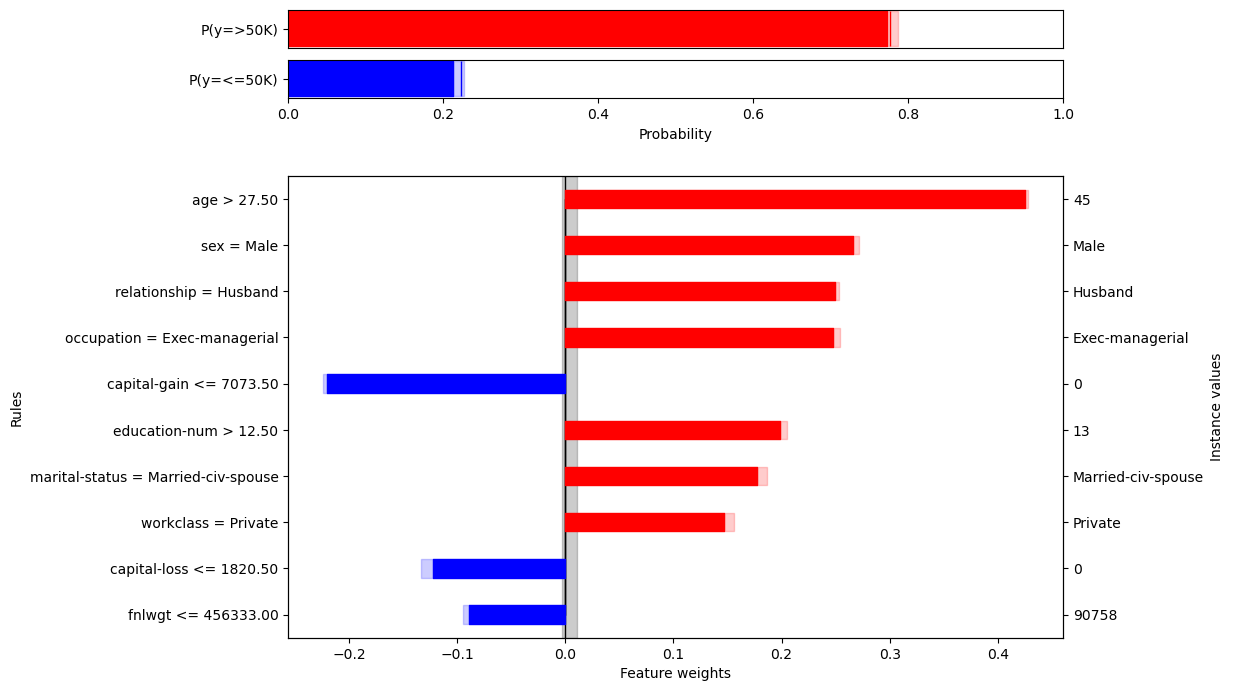 P(y=>50K)
P(y=<=50K)
0.0 0.2 0.4 0.6 0.8 1.0
Probability
age > 27.50 45
sex = Male Male
relationship = Husband Husband
occupation = Exec-managerial Exec-managerial
capital-gain <= 7073.50 0
education-num > 12.50 13
marital-status = Married-civ-spouse Married-civ-spouse
workclass = Private Private
capital-loss <= 1820.50 0
fnlwgt <= 456333.00 90758
Rules
Instance values
−0.2 −0.1 0.0 0.1 0.2 0.3 0.4
Feature weights